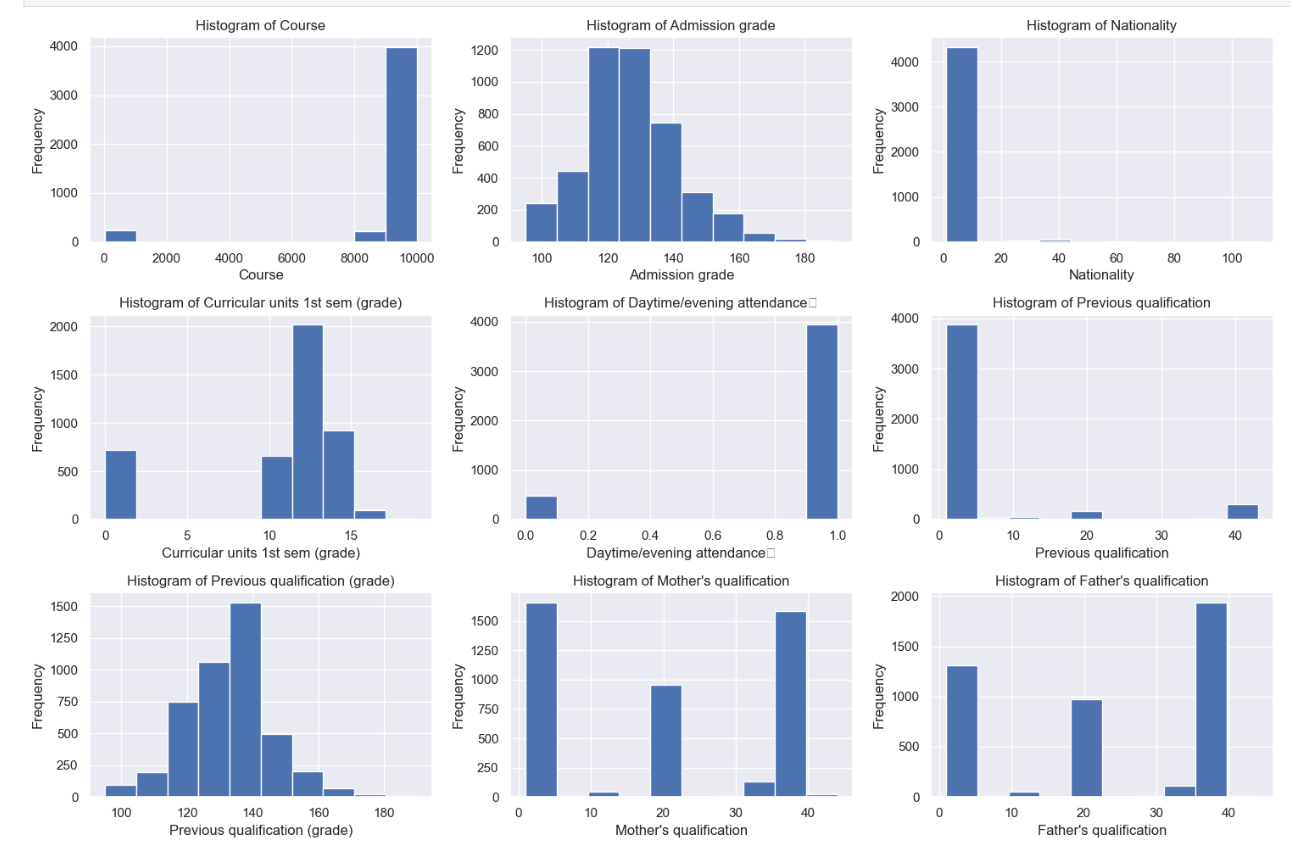 Histogram of Course
4000
3000
2000
1000
0
Frequency
0 2000 4000 6000 8000 10000
Course
Histogram of Admission grade
1200
1000
800
600
400
200
0
Frequency
100 120 140 160 180
Admission grade
Histogram of Nationality
4000
3000
2000
1000
0
Frequency
0 20 40 60 80 100
Nationality
Histogram of Curricular units 1st sem (grade)
2000
1500
1000
500
0
Frequency
0 5 10 15
Curricular units 1st sem (grade)
Histogram of Daytime/evening attendance□
4000
3000
2000
1000
0
Frequency
0.0 0.2 0.4 0.6 0.8 1.0
Daytime/evening attendance□
Histogram of Previous qualification
4000
3000
2000
1000
0
Frequency
0 10 20 30 40
Previous qualification
Histogram of Previous qualification (grade)
1500
1250
1000
750
500
250
0
Frequency
100 120 140 160 180
Previous qualification (grade)
Histogram of Mother's qualification
1500
1250
1000
750
500
250
0
Frequency
0 10 20 30 40
Mother's qualification
Histogram of Father's qualification
2000
1500
1000
500
0
Frequency
0 10 20 30 40
Father's qualification